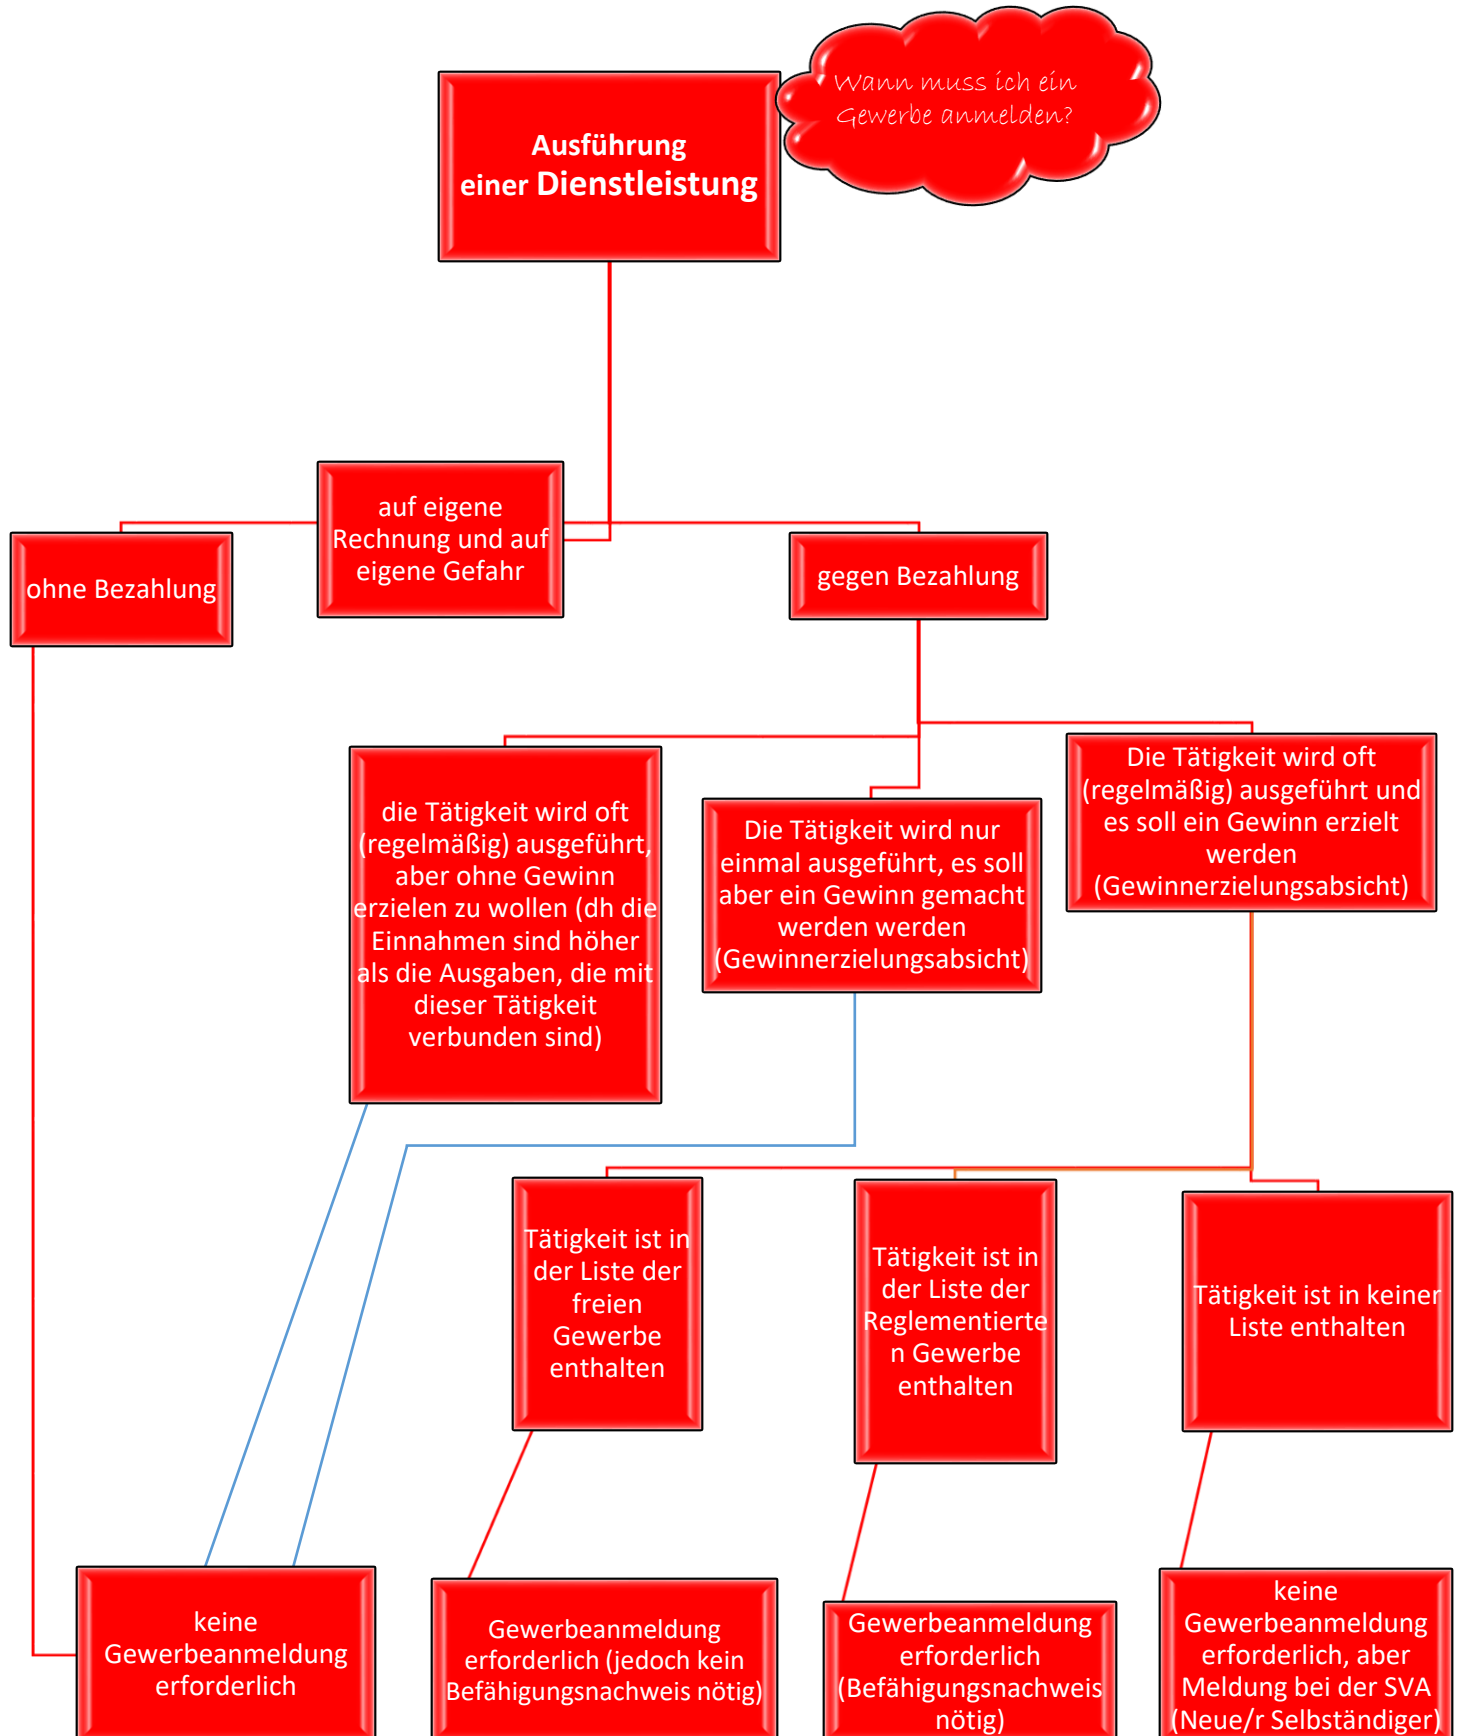 Wann muss ich ein
Gewerbe anmelden?
Ausführung
einer Dienstleistung
auf eigene
Rechnung und auf
eigene Gefahr
ohne Bezahlung
gegen Bezahlung
die Tätigkeit wird oft
(regelmäßig) ausgeführt,
aber ohne Gewinn
erzielen zu wollen (dh die
Einnahmen sind höher
als die Ausgaben, die mit
dieser Tätigkeit
verbunden sind)
Die Tätigkeit wird nur
einmal ausgeführt, es soll
aber ein Gewinn gemacht
werden werden
(Gewinnerzielungsabsicht)
Die Tätigkeit wird oft
(regelmäßig) ausgeführt und
es soll ein Gewinn erzielt
werden
(Gewinnerzielungsabsicht)
Tätigkeit ist in
der Liste der
freien
Gewerbe
enthalten
Tätigkeit ist in
der Liste der
Reglementierte
n Gewerbe
enthalten
Tätigkeit ist in keiner
Liste enthalten
keine
Gewerbeanmeldung
erforderlich
Gewerbeanmeldung
erforderlich (jedoch kein
Befähigungsnachweis nötig)
Gewerbeanmeldung
erforderlich
(Befähigungsnachweis
nötig)
keine
Gewerbeanmeldung
erforderlich, aber
Meldung bei der SVA
(Neue/r Selbständiger)